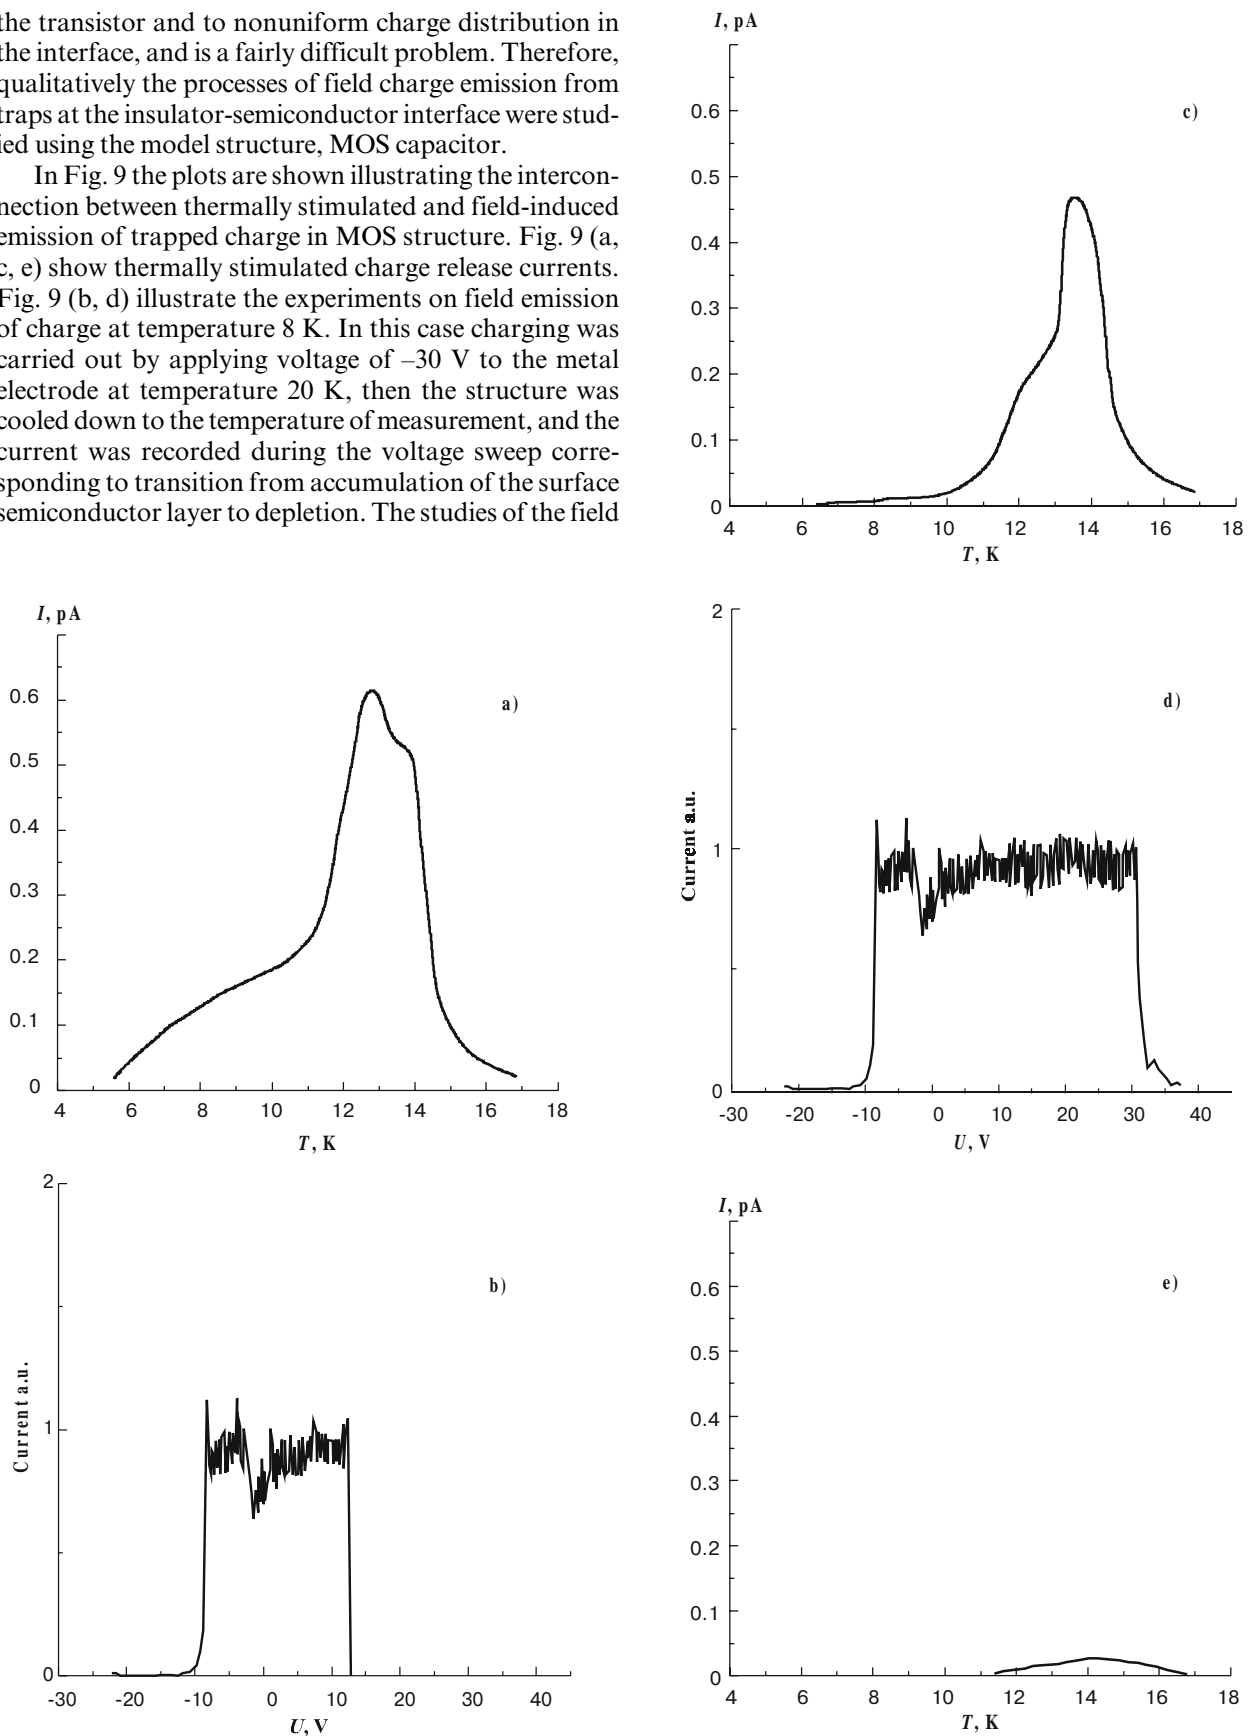 the transistor and to nonuniform charge distribution in
the interface, and is a fairly difficult problem. Therefore,
qualitatively the processes of field charge emission from
traps at the insulator-semiconductor interface were stud-
ied using the model structure, MOS capacitor.
In Fig. 9 the plots are shown illustrating the intercon-
nection between thermally stimulated and field-induced
emission of trapped charge in MOS structure. Fig. 9 (a,
c, e) show thermally stimulated charge release currents.
Fig. 9 (b, d) illustrate the experiments on field emission
of charge at temperature 8 K. In this case charging was
carried out by applying voltage of –30 V to the metal
electrode at temperature 20 K, then the structure was
cooled down to the temperature of measurement, and the
current was recorded during the voltage sweep corre-
sponding to transition from accumulation of the surface
semiconductor layer to depletion. The studies of the field
I, pA
a)
0.6
0.5
0.4
0.3
0.2
0.1
0
4 6 8 10 12 14 16 18
T, K
2
b)
Current a.u.
1
0
-30 -20 -10 0 10 20 30 40
U, V
I, pA
c)
0.6
0.5
0.4
0.3
0.2
0.1
0
4 6 8 10 12 14 16 18
T, K
2
d)
Current a.u.
1
0
-30 -20 -10 0 10 20 30 40
U, V
I, pA
e)
0.6
0.5
0.4
0.3
0.2
0.1
0
4 6 8 10 12 14 16 18
T, K